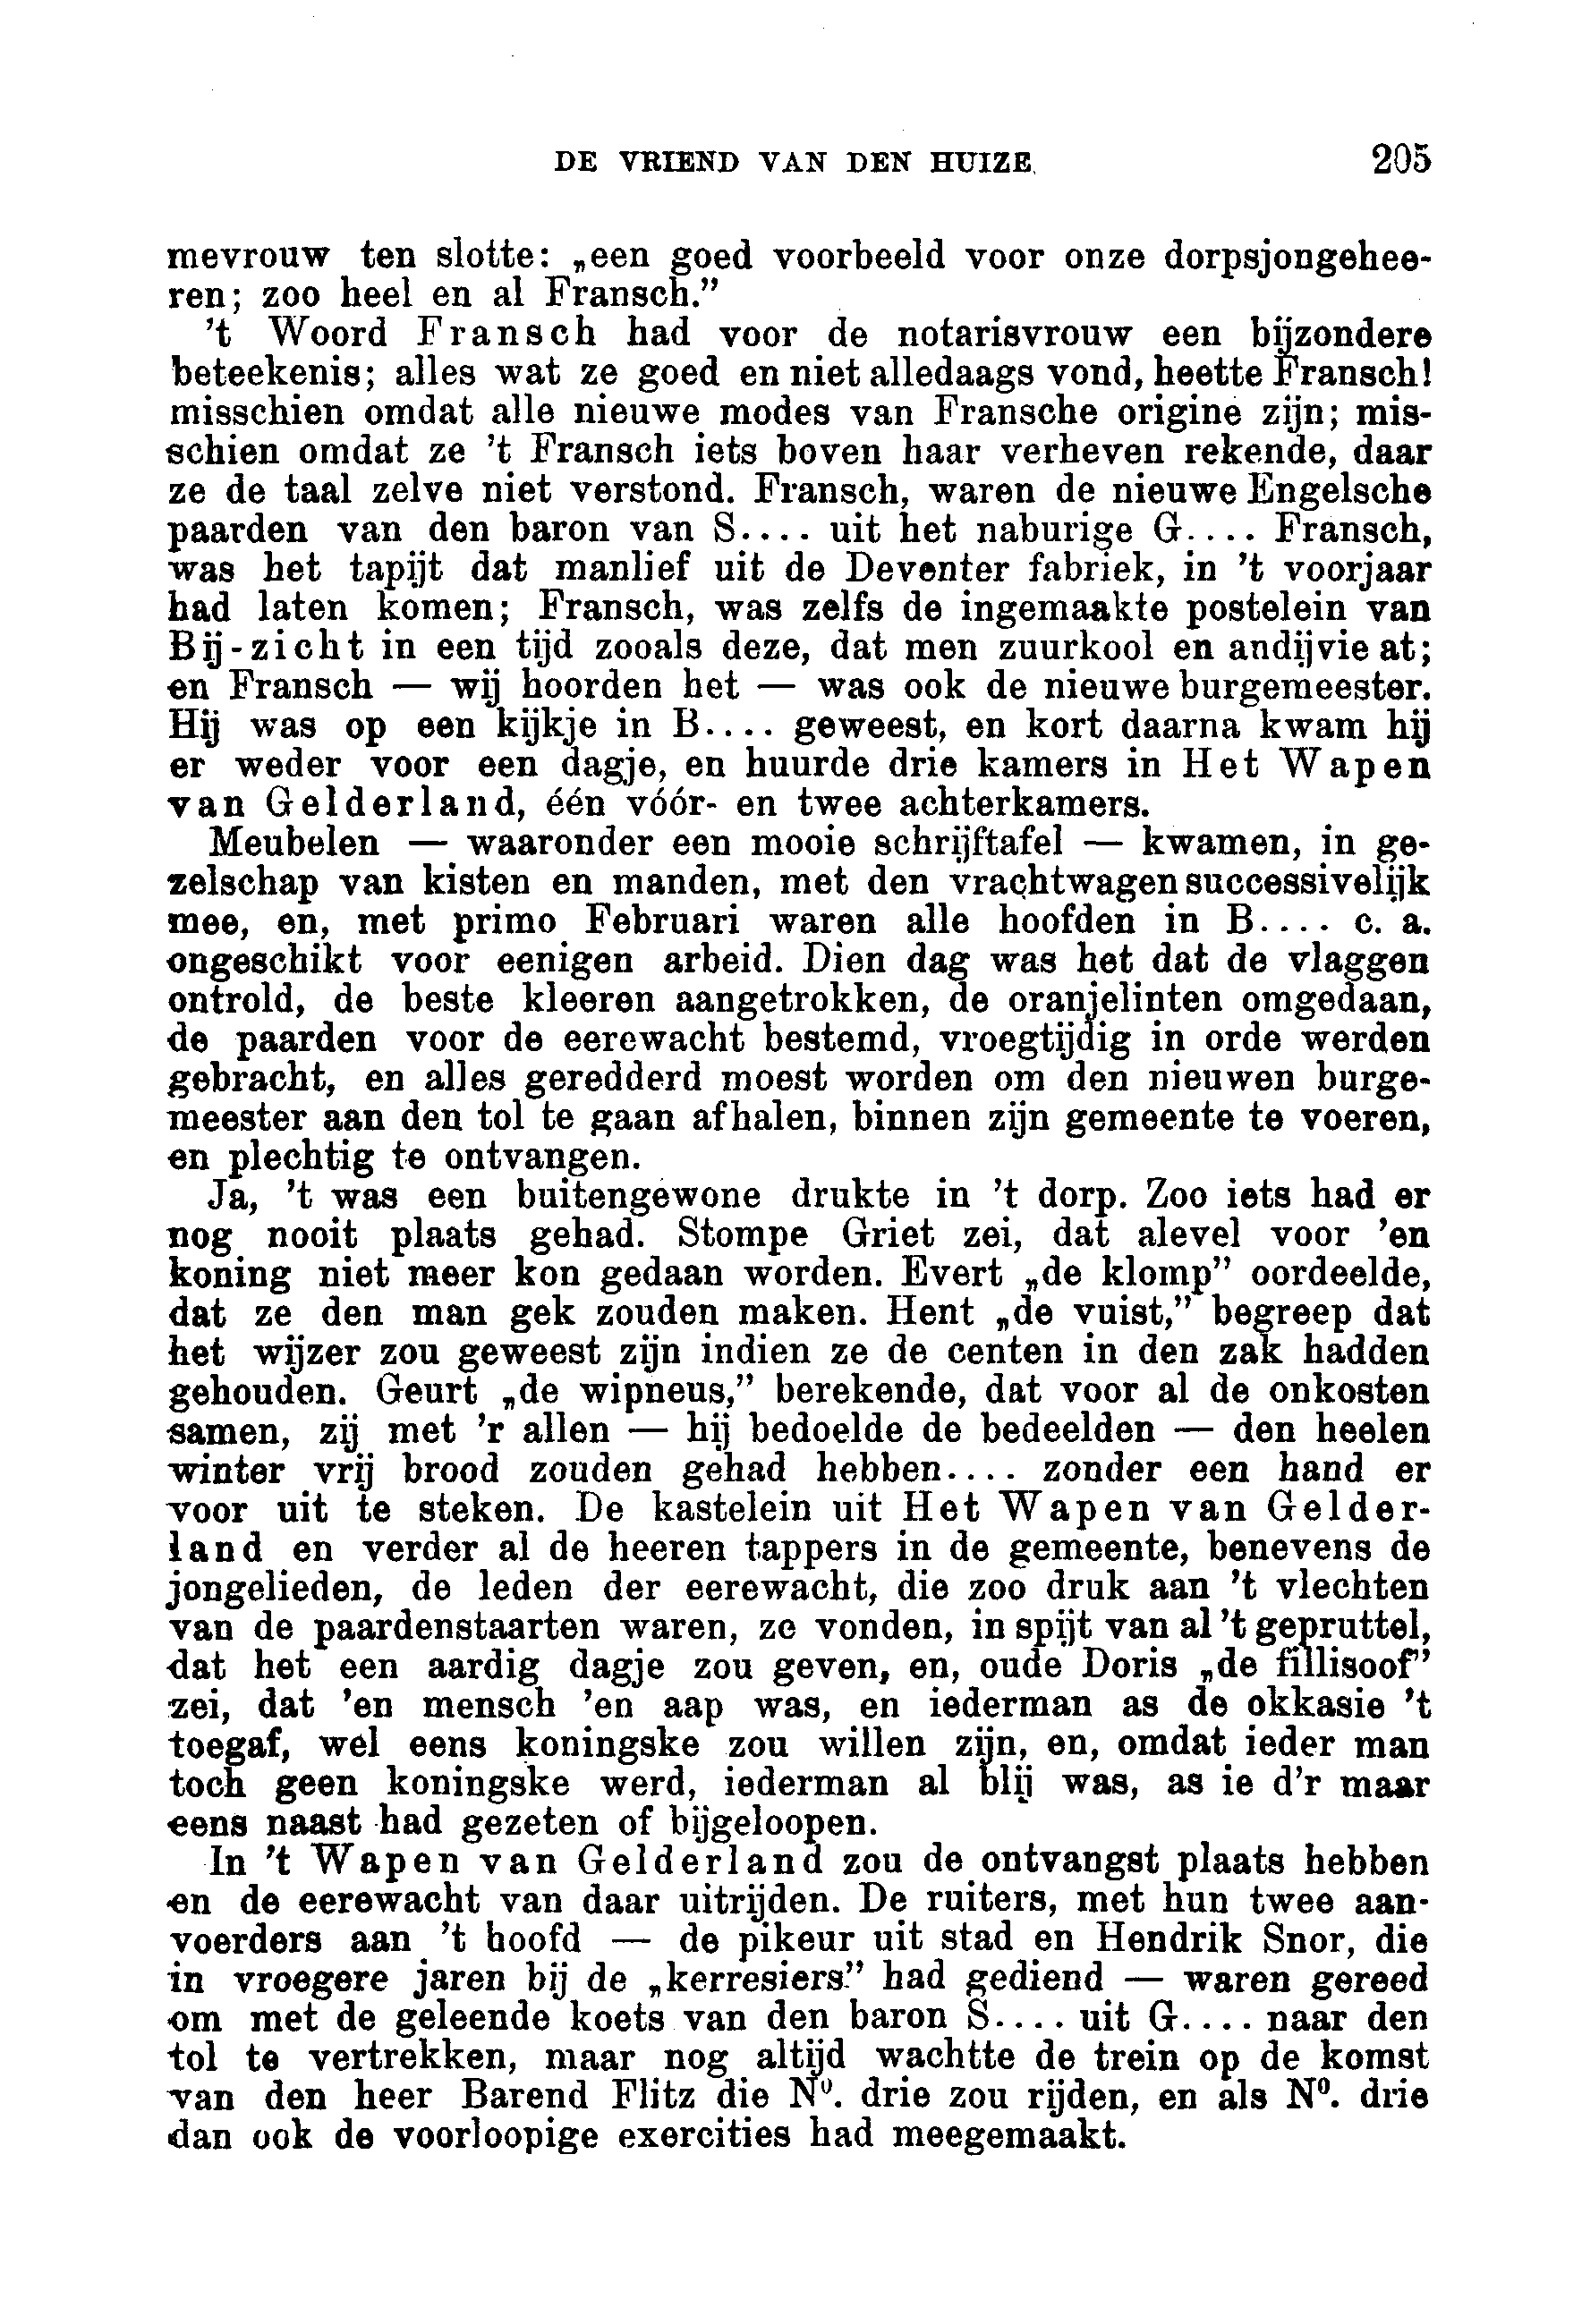 DE VRIEND VAN DEN HUIZE. 205
mevrouw ten slotte: „een goed voorbeeld voor onze dorpsjongehee-
ren; zoo heel en al Fransch.”
’t Woord Fransch had voor de notarisvrouw een bijzondere
beteekenis; alles wat ze goed en niet alledaags vond, heette Fransch!
misschien omdat alle nieuwe modes van Fransche origine zijn; mis-
schien omdat ze ’t Fransch iets boven haar verheven rekende, daar
ze de taal zelve niet verstond. Fransch, waren de nieuwe Engelsche
paarden van den baron van S.... uit het naburige G.... Fransch,
was het tapijt dat manlief uit de Deventer fabriek, in ’t voorjaar
had laten komen; Fransch, was zelfs de ingemaakte postelein van
Bij-zicht in een tijd zooals deze, dat men zuurkool en andijvie at;
en Fransch — wij hoorden het — was ook de nieuwe burgemeester.
Hij was op een kijkje in B.... geweest, en kort daarna kwam hij
er weder voor een dagje, en huurde drie kamers in Het Wapen
van Gelderland, één vóór- en twee achterkamers.
Meubelen — waaronder een mooie schrijftafel — kwamen, in ge-
zelschap van kisten en manden, met den vrachtwagen successivelijk
mee, en, met primo Februari waren alle hoofden in B.... c. a.
ongeschikt voor eenigen arbeid. Dien dag was het dat de vlaggen
ontrold, de beste kleeren aangetrokken, de oranjelinten omgedaan,
de paarden voor de eerewacht bestemd, vroegtijdig in orde werden
gebracht, en alles geredderd moest worden om den nieuwen burge-
meester aan den tol te gaan afhalen, binnen zijn gemeente te voeren,
en plechtig te ontvangen.
Ja, ’t was een buitengewone drukte in ’t dorp. Zoo iets had er
nog nooit plaats gehad. Stompe Griet zei, dat alevel voor ’en
koning niet meer kon gedaan worden. Evert „de klomp” oordeelde,
dat ze den man gek zouden maken. Hent „de vuist,” begreep dat
het wijzer zou geweest zijn indien ze de centen in den zak hadden
gehouden. Geurt „de wipneus,” berekende, dat voor al de onkosten
samen, zij met ’r allen — hij bedoelde de bedeelden — den heelen
winter vrij brood zouden gehad hebben.... zonder een hand er
voor uit te steken. De kastelein uit Het Wapen van Gelder-
land en verder al de heeren tappers in de gemeente, benevens de
jongelieden, de leden der eerewacht, die zoo druk aan ’t vlechten
van de paardenstaarten waren, ze vonden, in spijt van al ’t gepruttel,
dat het een aardig dagje zou geven, en, oude Doris „de fillisoof”
zei, dat ’en mensch ’en aap was, en iederman as de okkasie ’t
toegaf, wel eens koningske zou willen zijn, en, omdat ieder man
toch geen koningske werd, iederman al blij was, as ie d’r maar
eens naast had gezeten of bijgeloopen.
In ’t Wapen van Gelderland zou de ontvangst plaats hebben
en de eerewacht van daar uitrijden. De ruiters, met hun twee aan-
voerders aan ’t hoofd — de pikeur uit stad en Hendrik Snor, die
in vroegere jaren bij de „kerresiers” had gediend — waren gereed
om met de geleende koets van den baron S.... uit G.... naar den
tol te vertrekken, maar nog altijd wachtte de trein op de komst
van den heer Barend Flitz die Nº. drie zou rijden, en als Nº. drie
dan ook de voorloopige exercities had meegemaakt.